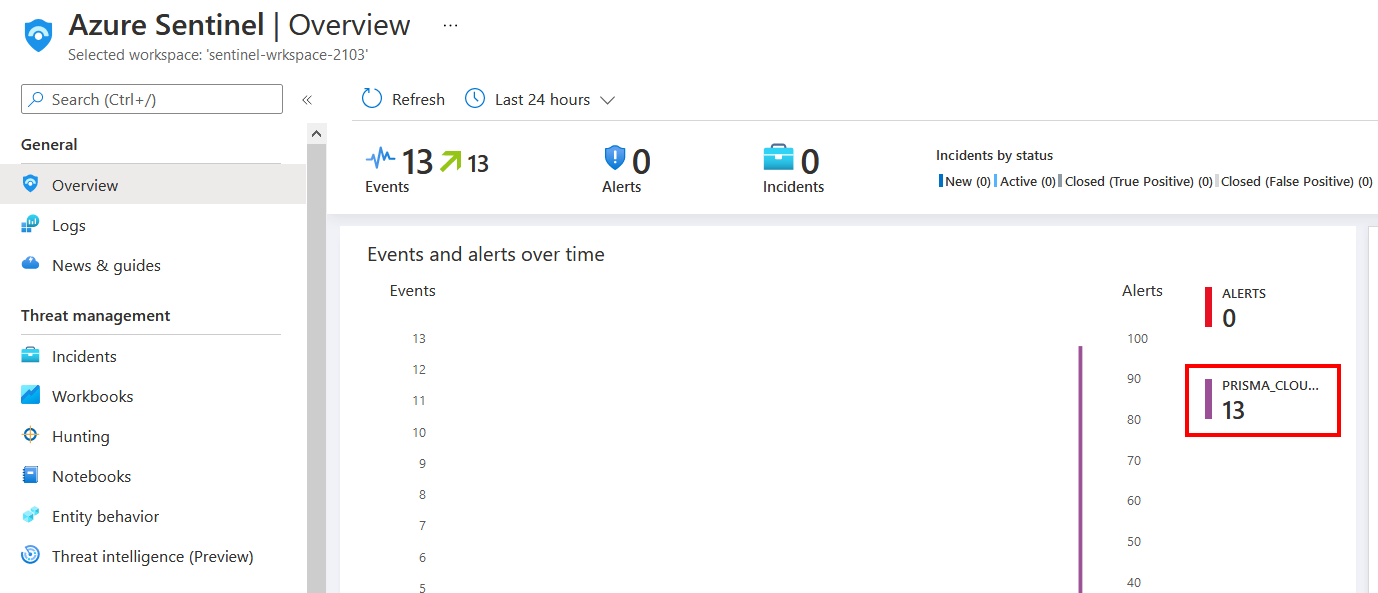 Azure Sentinel | Overview ...
Selected workspace: 'sentinel-wrkspace-2103'
Search (Ctrl+/)
«
Refresh
Last 24 hours
General
Overview
Logs
News & guides
Threat management
Incidents
Workbooks
Hunting
Notebooks
Entity behavior
Threat intelligence (Preview)
13 13
Events
0
Alerts
0
Incidents
Incidents by status
New (0) Active (0) Closed (True Positive) (0) Closed (False Positive) (0)
Events and alerts over time
Events
13
12
11
10
9
8
7
6
5
Alerts
100
90
80
70
60
50
40
ALERTS
0
PRISMA_CLOU...
13